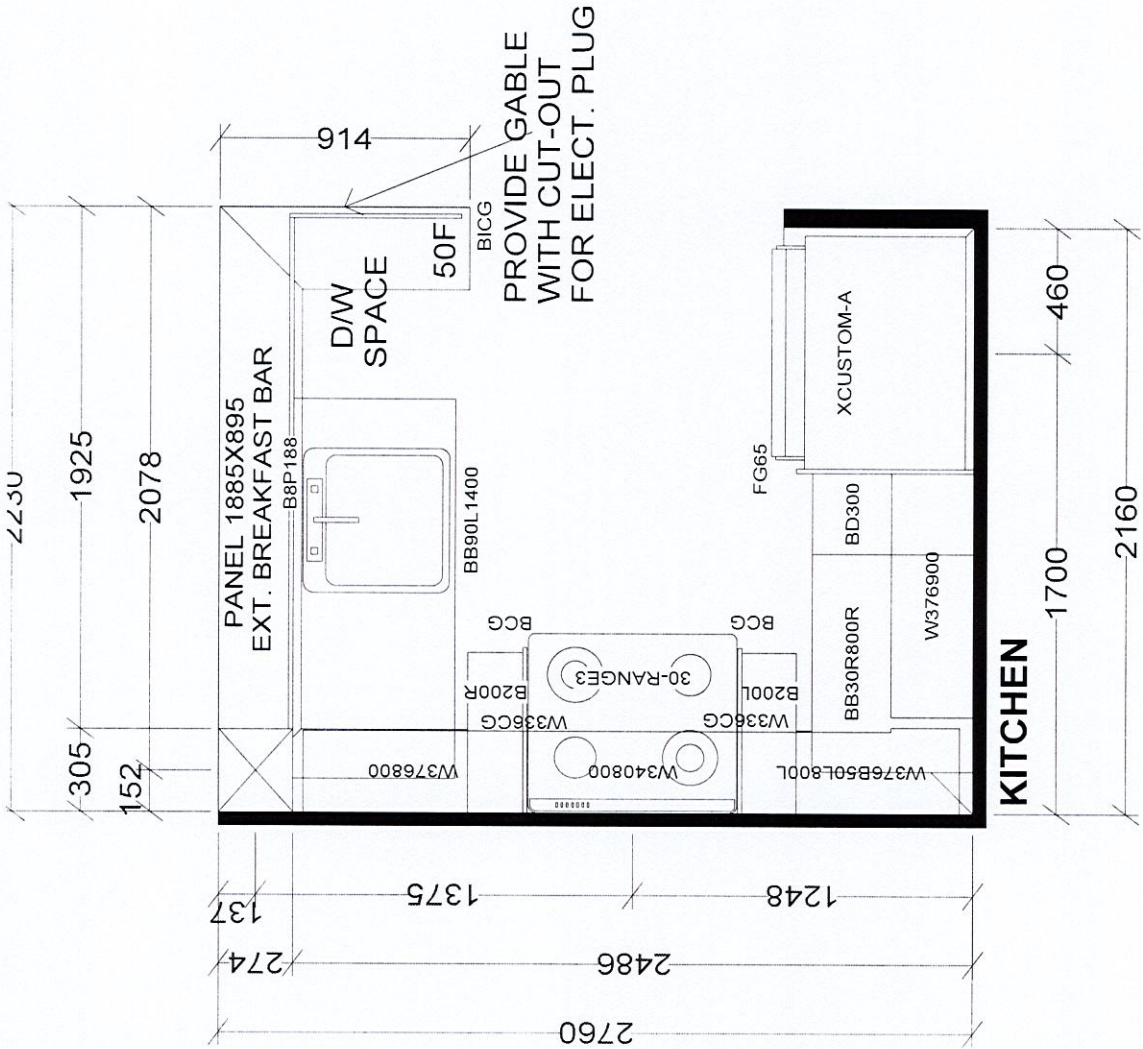 2230
1925
2078
305
152
914
PANEL 1885X895
EXT. BREAKFAST BAR
B8P188
D/W
SPACE
50F
BICG
PROVIDE GABLE
WITH CUT-OUT
FOR ELECT. PLUG
BB90L1400
BCG
B200R
W336CG
W376800
30-RANGE3
W340800
BCG
B200L
W336CG
W376B50L800L
BB30R800R
BD300
W376900
FG65
XCUSTOM-A
KITCHEN
460
1700
2160
137
1375
1248
274
2486
2760